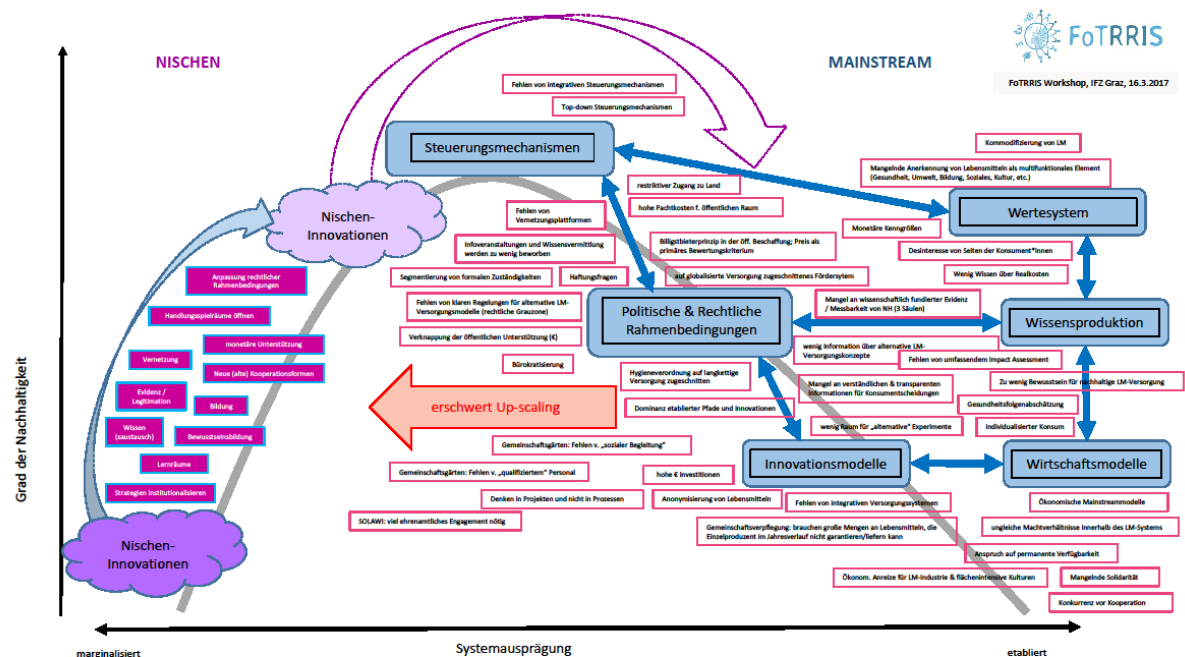 FoTRRIS
NISCHEN
MAINSTREAM
FoTRRIS Workshop, IFZ Graz, 16.3.2017
Fehlen von integrativen Steuerungsmechanismen
Top-down Steuerungsmechanismen
Steuerungsmechanismen
Kommodifizierung von LM
Mangelnde Anerkennung von Lebensmitteln als multifunktionales Element
(Gesundheit, Umwelt, Bildung, Soziales, Kultur, etc.)
restriktiver Zugang zu Land
hohe Pachtkosten f. öffentlichen Raum
Wertesystem
Nischen-
Innovationen
Fehlen von
Vernetzungsplattformen
Monetäre Kenngrößen
Infoveranstaltungen und Wissensvermittlung
werden zu wenig beworben
Billigstbieterprinzip in der öff. Beschaffung; Preis als
primäres Bewertungskriterium
Desinteresse von Seiten der Konsument*innen
Segmentierung von formalen Zuständigkeiten
Haftungsfragen
auf globalisierte Versorgung zugeschnittenes Fördersytem
Wenig Wissen über Realkosten
Anpassung rechtlicher
Rahmenbedingungen
Fehlen von klaren Regelungen für alternative LM-
Versorgungsmodelle (rechtliche Grauzone)
Politische & Rechtliche
Rahmenbedingungen
Mangel an wissenschaftlich fundierter Evidenz
/ Messbarkeit von NH (3 Säulen)
Wissensproduktion
Handlungsspielräume öffnen
Verknappung der öffentlichen Unterstützung (€)
monetäre Unterstützung
wenig Information über alternative LM-
Versorgungskonzepte
Vernetzung
Bürokratisierung
Fehlen von umfassendem Impact Assessment
Neue (alte) Kooperationsformen
Hygieneverordnung auf langkettige
Versorgung zugeschnitten
Zu wenig Bewusstsein für nachhaltige LM-Versorgung
Evidenz /
Legitimation
Mangel an verständlichen & transparenten
Informationen für Konsumentscheidungen
Bildung
erschwert Up-scaling
Dominanz etablierter Pfade und Innovationen
Gesundheitsfolgenabschätzung
Wissen
(saustausch)
Bewusstseinsbildung
wenig Raum für „alternative" Experimente
Individualisierter Konsum
Gemeinschaftsgärten: Fehlen v. „sozialer Begleitung"
Lernräume
Innovationsmodelle
Wirtschaftsmodelle
Gemeinschaftsgärten: Fehlen v. „qualifiziertem" Personal
hohe € Investitionen
Strategien institutionalisieren
Denken in Projekten und nicht in Prozessen
Anonymisierung von Lebensmitteln
Fehlen von integrativen Versorgungssystemen
Ökonomische Mainstreammodelle
SOLAWI: viel ehrenamtliches Engagement nötig
Gemeinschaftsverpflegung: brauchen große Mengen an Lebensmitteln, die
Einzelproduzent im Jahresverlauf nicht garantieren/liefern kann
ungleiche Machtverhältnisse innerhalb des LM-Systems
Nischen-
Innovationen
Anspruch auf permanente Verfügbarkeit
Ökonom. Anreize für LM-Industrie & flächenintensive Kulturen
Mangelnde Solidarität
Konkurrenz vor Kooperation
Grad der Nachhaltigkeit
marginalisiert
Systemausprägung
etabliert